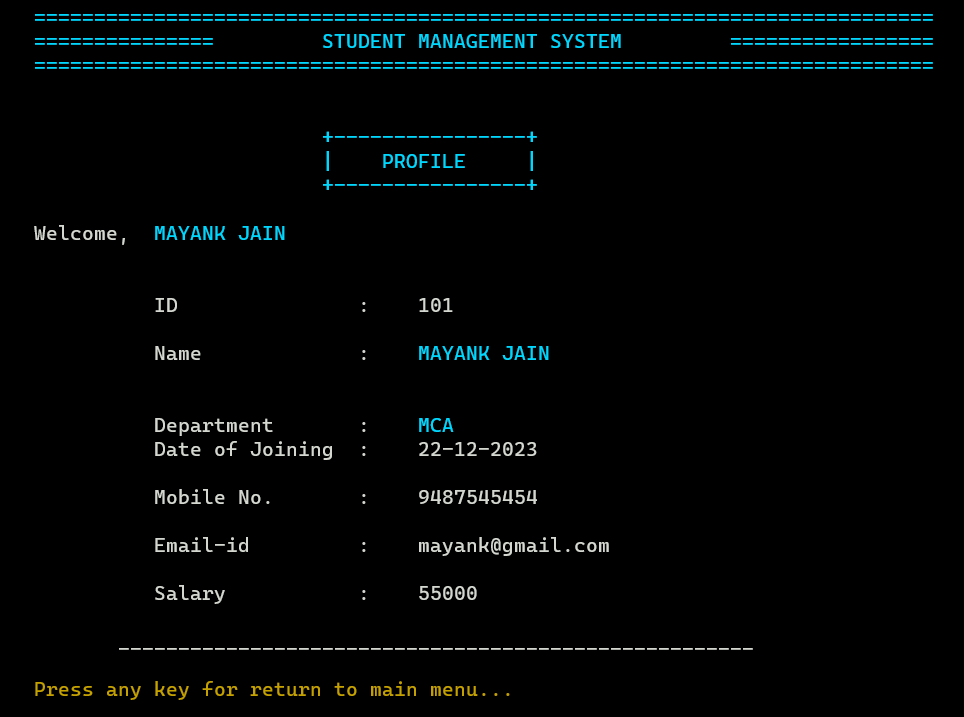 ===========================================================================
===============         STUDENT MANAGEMENT SYSTEM         =================
===========================================================================
+----------------+
|    PROFILE     |
+----------------+
Welcome,  MAYANK JAIN
ID               :    101
Name             :    MAYANK JAIN
Department       :    MCA
Date of Joining  :    22-12-2023
Mobile No.       :    9487545454
Email-id         :    mayank@gmail.com
Salary           :    55000
-----------------------------------------------------
Press any key for return to main menu...